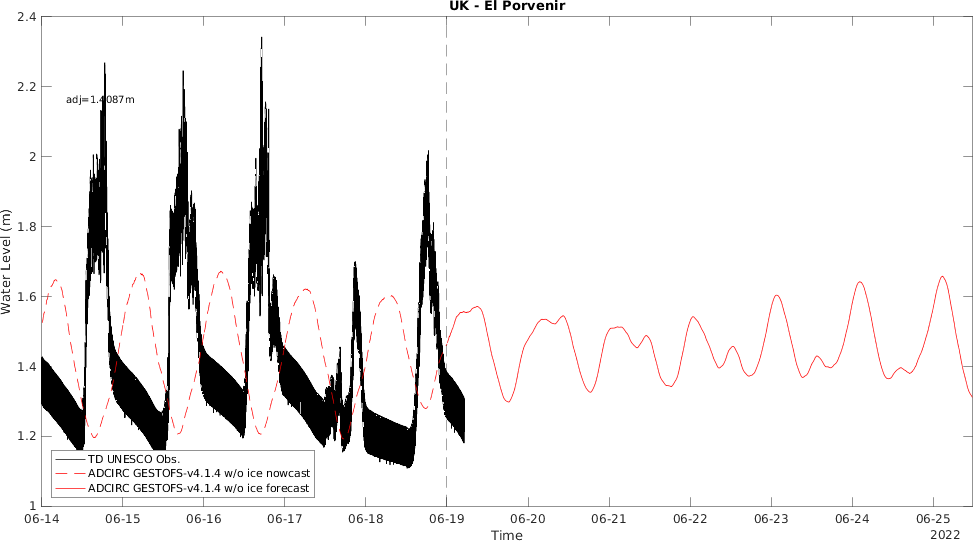 UK - El Porvenir
2.4
2.2
2
1.8
1.6
1.4
1.2
1
Water Level (m)
adj=1.4087m
TD UNESCO Obs.
ADCIRC GESTOFS-v4.1.4 w/o ice nowcast
ADCIRC GESTOFS-v4.1.4 w/o ice forecast
06-14 06-15 06-16 06-17 06-18 06-19 06-20 06-21 06-22 06-23 06-24 06-25
Time
2022